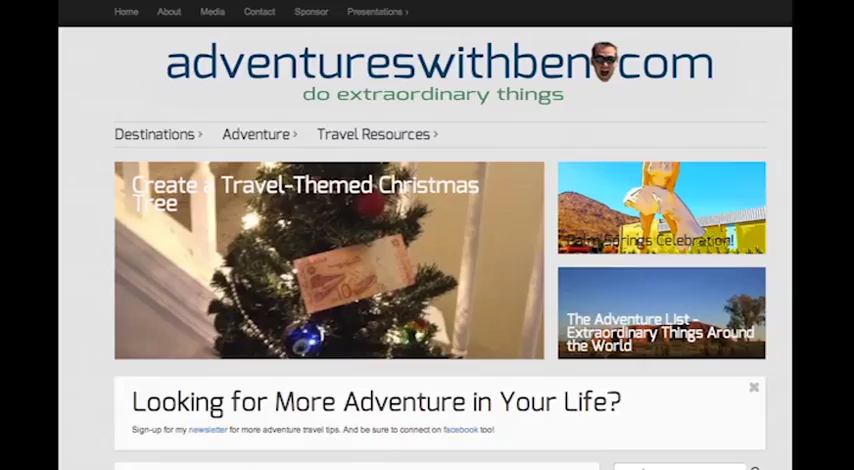 Home About Media Contact Sponsor Presentations ›
adventureswithben.com
do extraordinary things
Destinations › Adventure › Travel Resources ›
Create a Travel-Themed Christmas
Tree
10
Palm Springs Celebration!
The Adventure List -
Extraordinary Things Around
the World
Looking for More Adventure in Your Life?
Sign-up for my newsletter for more adventure travel tips. And be sure to connect on facebook too!